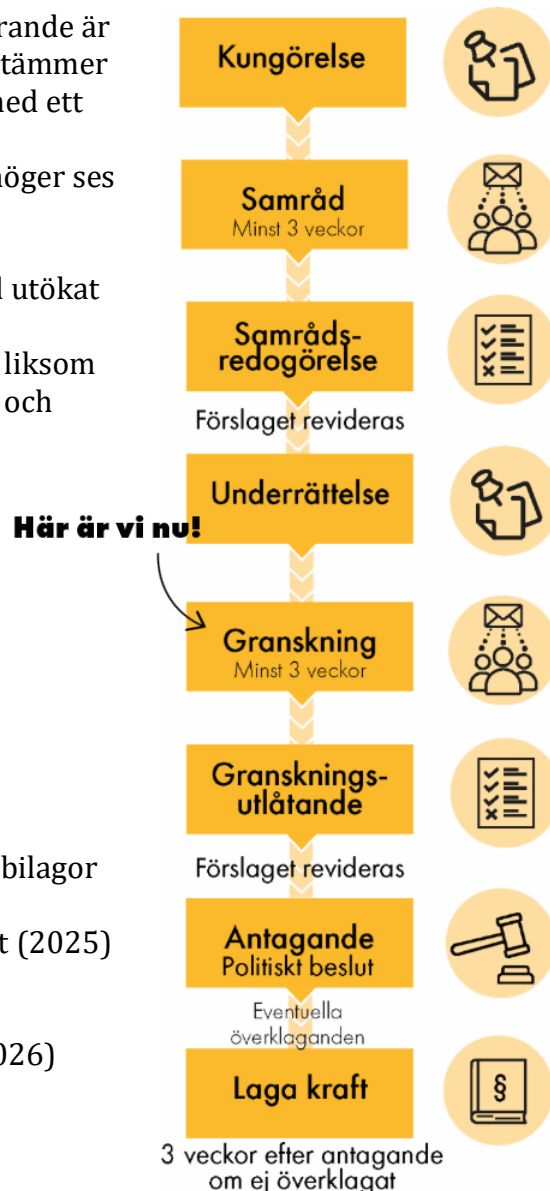 rande är
tämmer
ned ett
höger ses
utökat
liksom
och
bilagor
t (2025)
026)
Kungörelse
Samråd
Minst 3 veckor
Samråds-
redogörelse
Förslaget revideras
Underrättelse
Här är vi nu!
Granskning
Minst 3 veckor
Gransknings-
utlåtande
Förslaget revideras
Antagande
Politiskt beslut
Eventuella
överklaganden
Laga kraft
§
3 veckor efter antagande
om ej överklagat